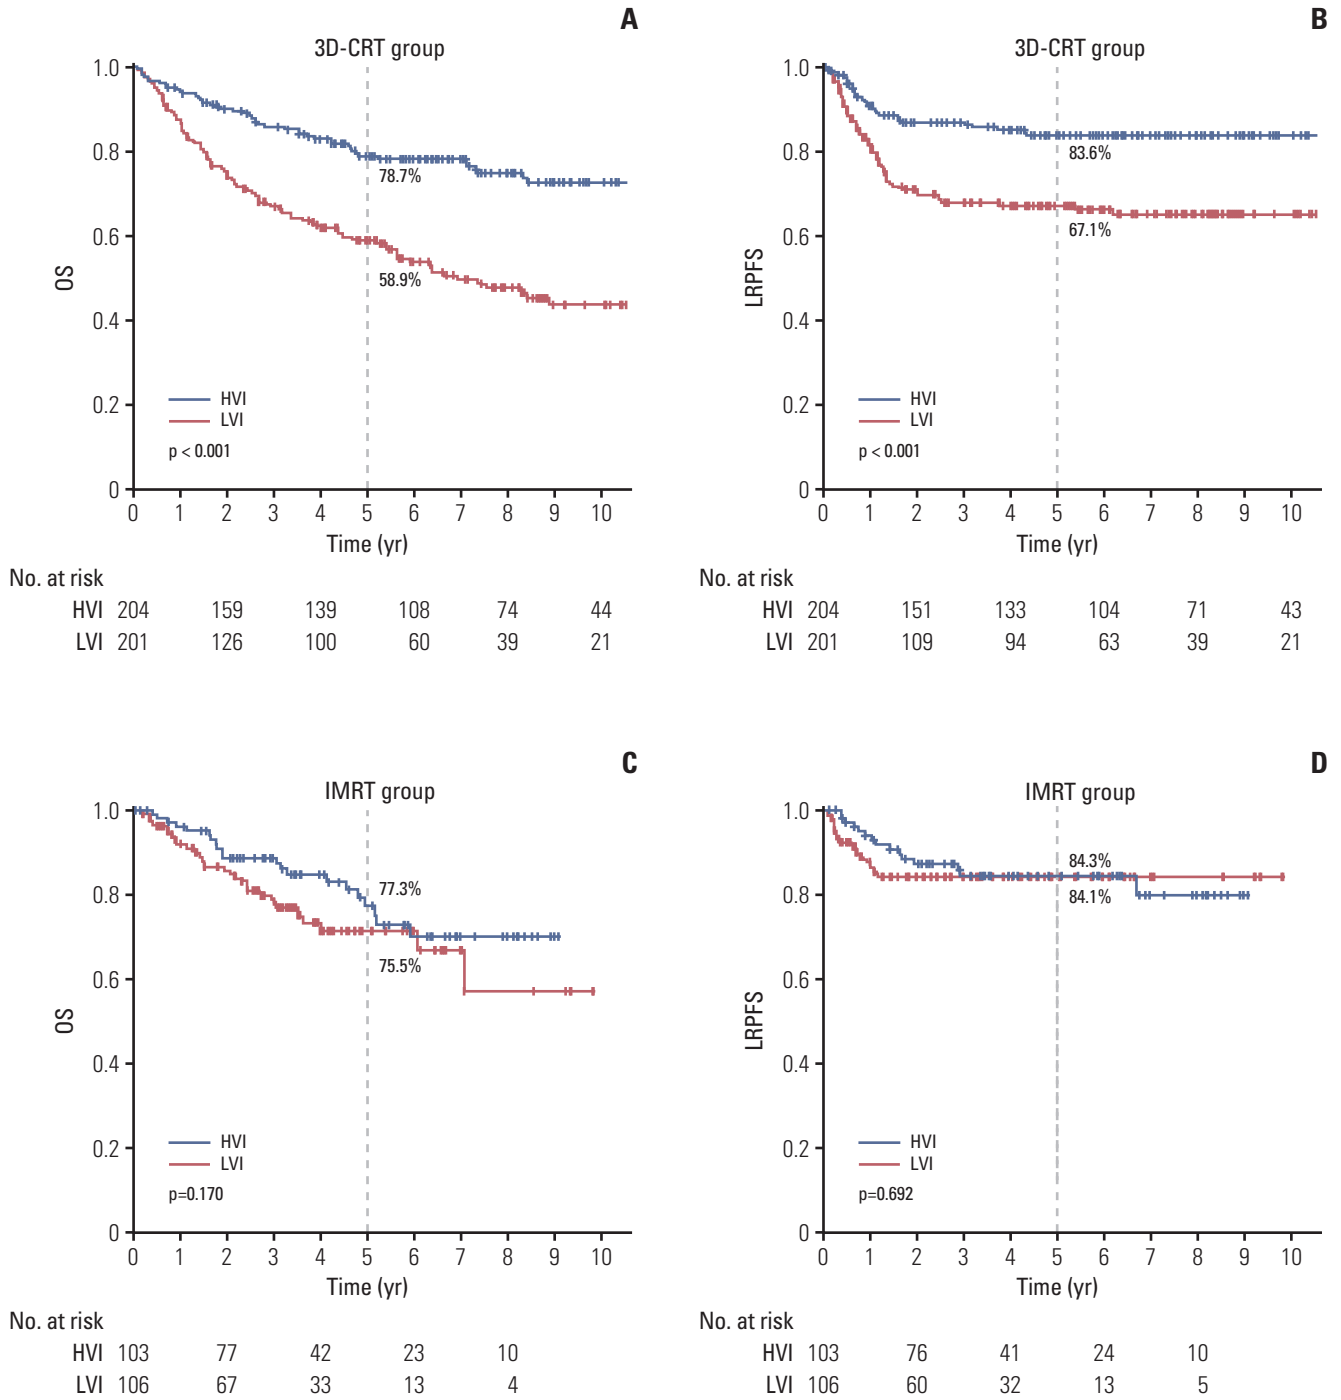 A
3D-CRT group
1.0
0.8
0.6
0.4
0.2
0
OS
78.7%
58.9%
HVI
LVI
p < 0.001
0 1 2 3 4 5 6 7 8 9 10
Time (yr)
No. at risk
HVI 204 159 139 108 74 44
LVI 201 126 100 60 39 21
B
3D-CRT group
1.0
0.8
0.6
0.4
0.2
0
LRPFS
83.6%
67.1%
HVI
LVI
p < 0.001
0 1 2 3 4 5 6 7 8 9 10
Time (yr)
No. at risk
HVI 204 151 133 104 71 43
LVI 201 109 94 63 39 21
C
IMRT group
1.0
0.8
0.6
0.4
0.2
0
OS
77.3%
75.5%
HVI
LVI
p=0.170
0 1 2 3 4 5 6 7 8 9 10
Time (yr)
No. at risk
HVI 103 77 42 23 10
LVI 106 67 33 13 4
D
IMRT group
1.0
0.8
0.6
0.4
0.2
0
LRPFS
84.3%
84.1%
HVI
LVI
p=0.692
0 1 2 3 4 5 6 7 8 9 10
Time (yr)
No. at risk
HVI 103 76 41 24 10
LVI 106 60 32 13 5